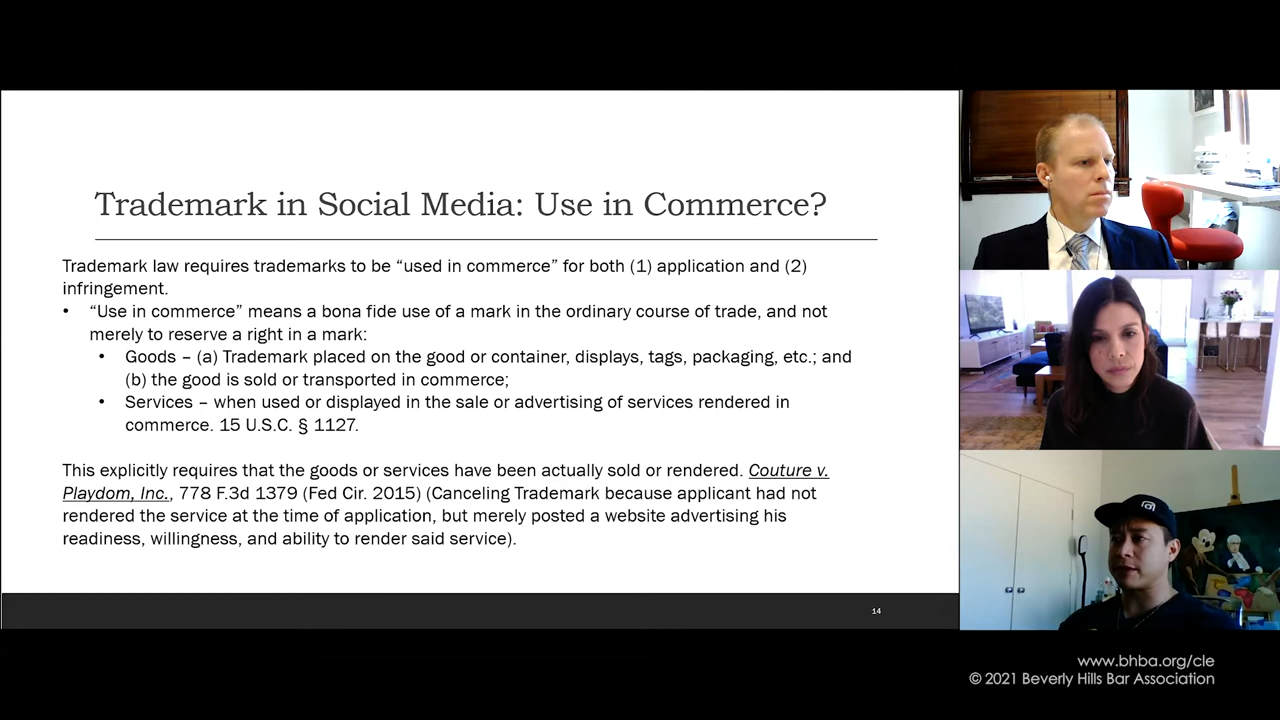 Trademark in Social Media: Use in Commerce?
Trademark law requires trademarks to be “used in commerce” for both (1) application and (2)
infringement.
• “Use in commerce” means a bona fide use of a mark in the ordinary course of trade, and not
merely to reserve a right in a mark:
• Goods – (a) Trademark placed on the good or container, displays, tags, packaging, etc.; and
(b) the good is sold or transported in commerce;
• Services – when used or displayed in the sale or advertising of services rendered in
commerce. 15 U.S.C. § 1127.
This explicitly requires that the goods or services have been actually sold or rendered. Couture v.
Playdom, Inc., 778 F.3d 1379 (Fed Cir. 2015) (Canceling Trademark because applicant had not
rendered the service at the time of application, but merely posted a website advertising his
readiness, willingness, and ability to render said service).
14
www.bhba.org/cle
© 2021 Beverly Hills Bar Association